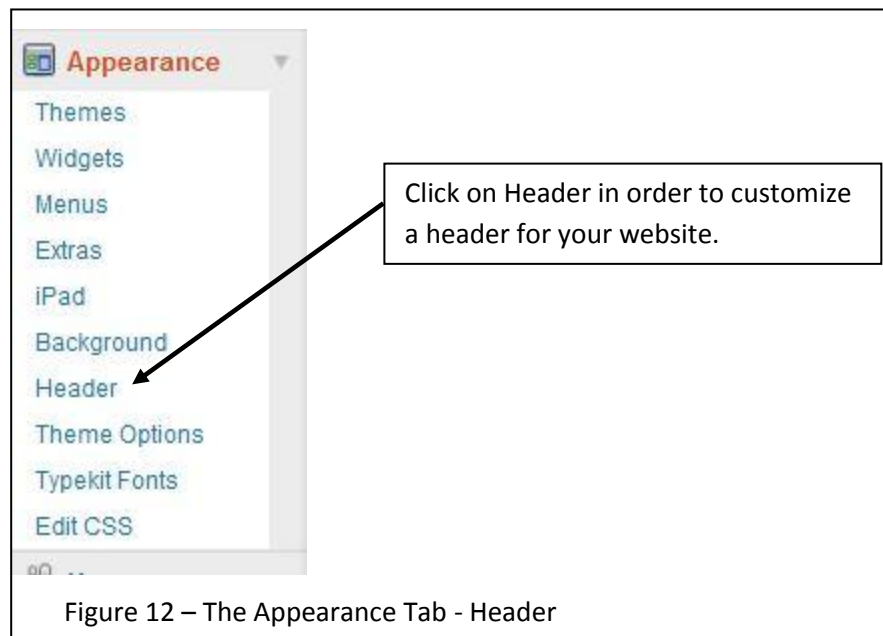 Appearance
Themes
Widgets
Menus
Extras
iPad
Background
Header
Theme Options
Typekit Fonts
Edit CSS
Click on Header in order to customize
a header for your website.
Figure 12 – The Appearance Tab - Header